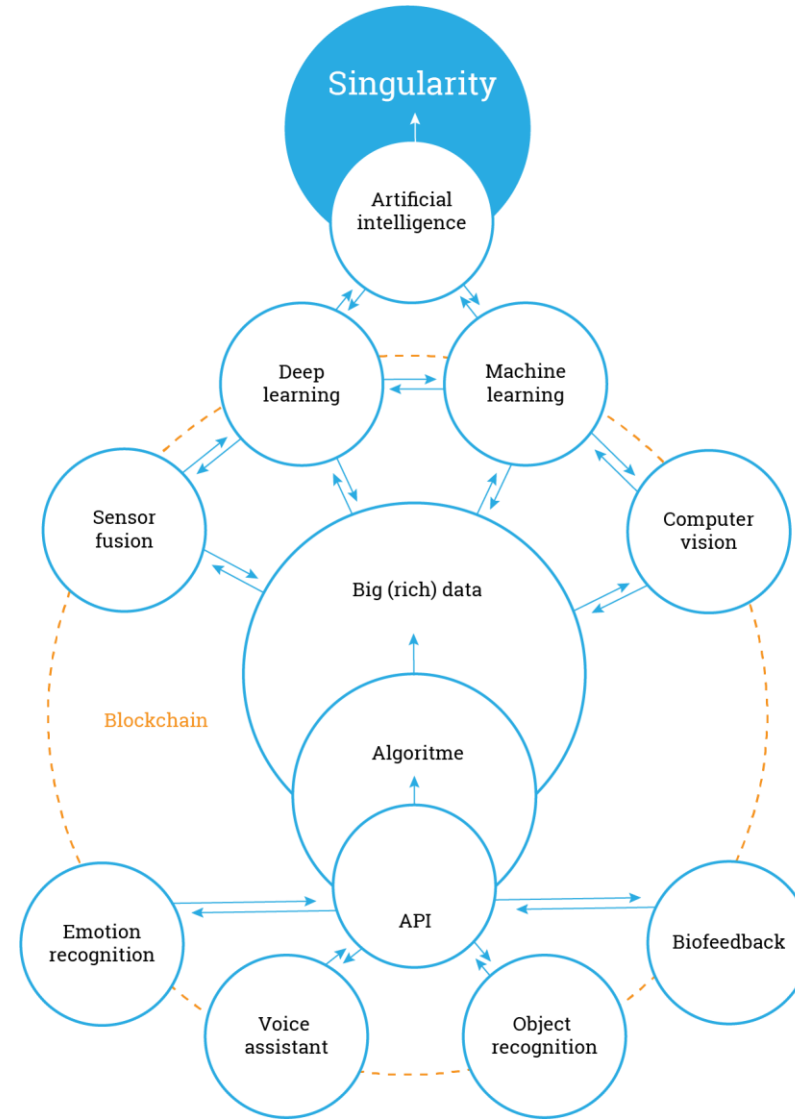 Singularity
Artificial
intelligence
Deep
learning
Machine
learning
Sensor
fusion
Computer
vision
Big (rich) data
Blockchain
Algoritme
API
Emotion
recognition
Biofeedback
Voice
assistant
Object
recognition